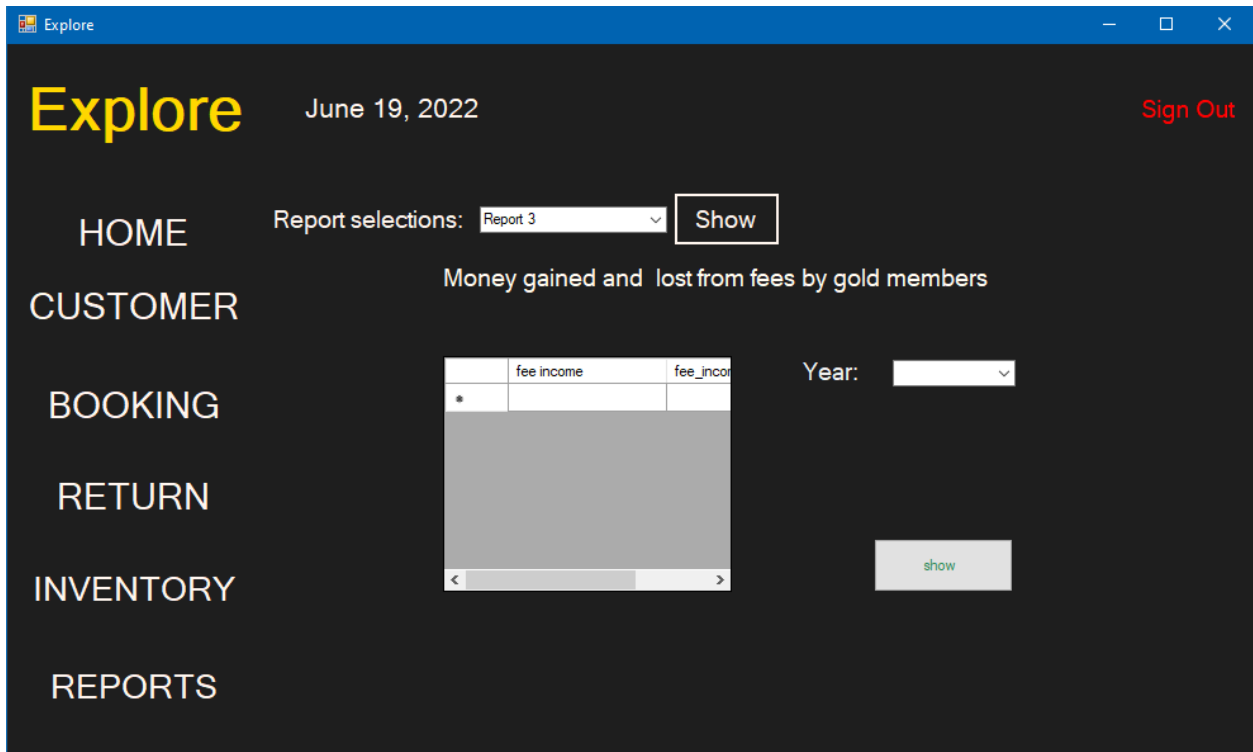 Explore
Explore
June 19, 2022
Sign Out
HOME
Report selections:
Report 3
Show
Money gained and  lost from fees by gold members
CUSTOMER
fee income
fee_incor
Year:
BOOKING
RETURN
show
INVENTORY
REPORTS